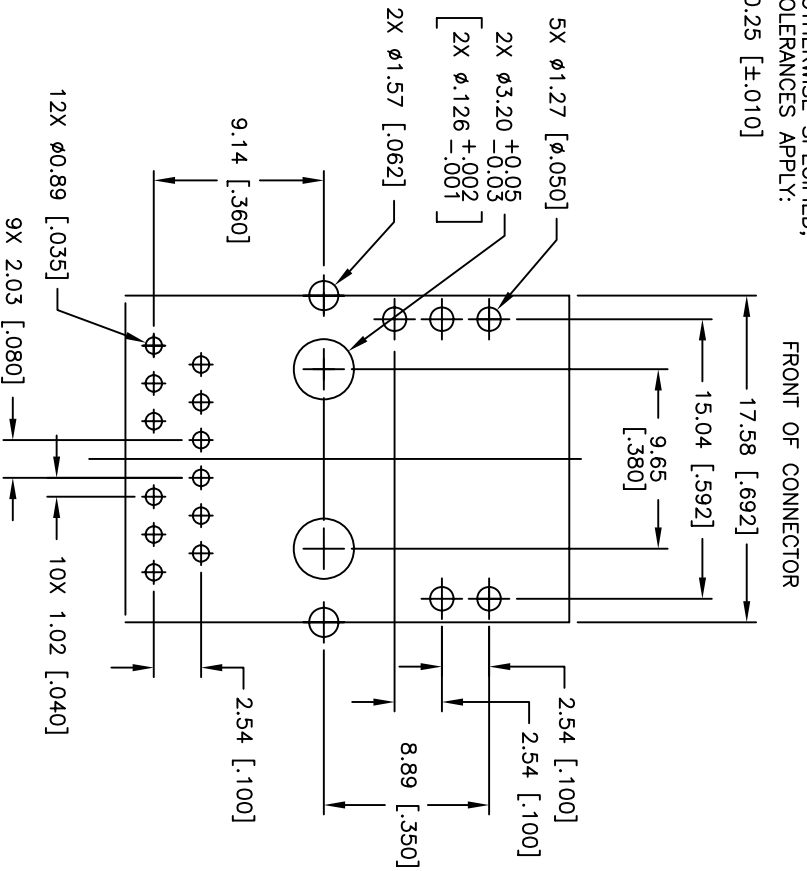 OTHERWISE SPECIFIED,
TOLERANCES APPLY:
0.25 [±.010]
FRONT OF CONNECTOR
17.58 [.692]
15.04 [.592]
9.65
[.380]
5X ø1.27 [ø.050]
2X ø3.20 +0.05
-0.03
[2X ø.126 +.002
-.001]
2X ø1.57 [.062]
9.14 [.360]
12X ø0.89 [.035]
9X 2.03 [.080]
10X 1.02 [.040]
2.54 [.100]
8.89 [.350]
2.54 [.100]
2.54 [.100]